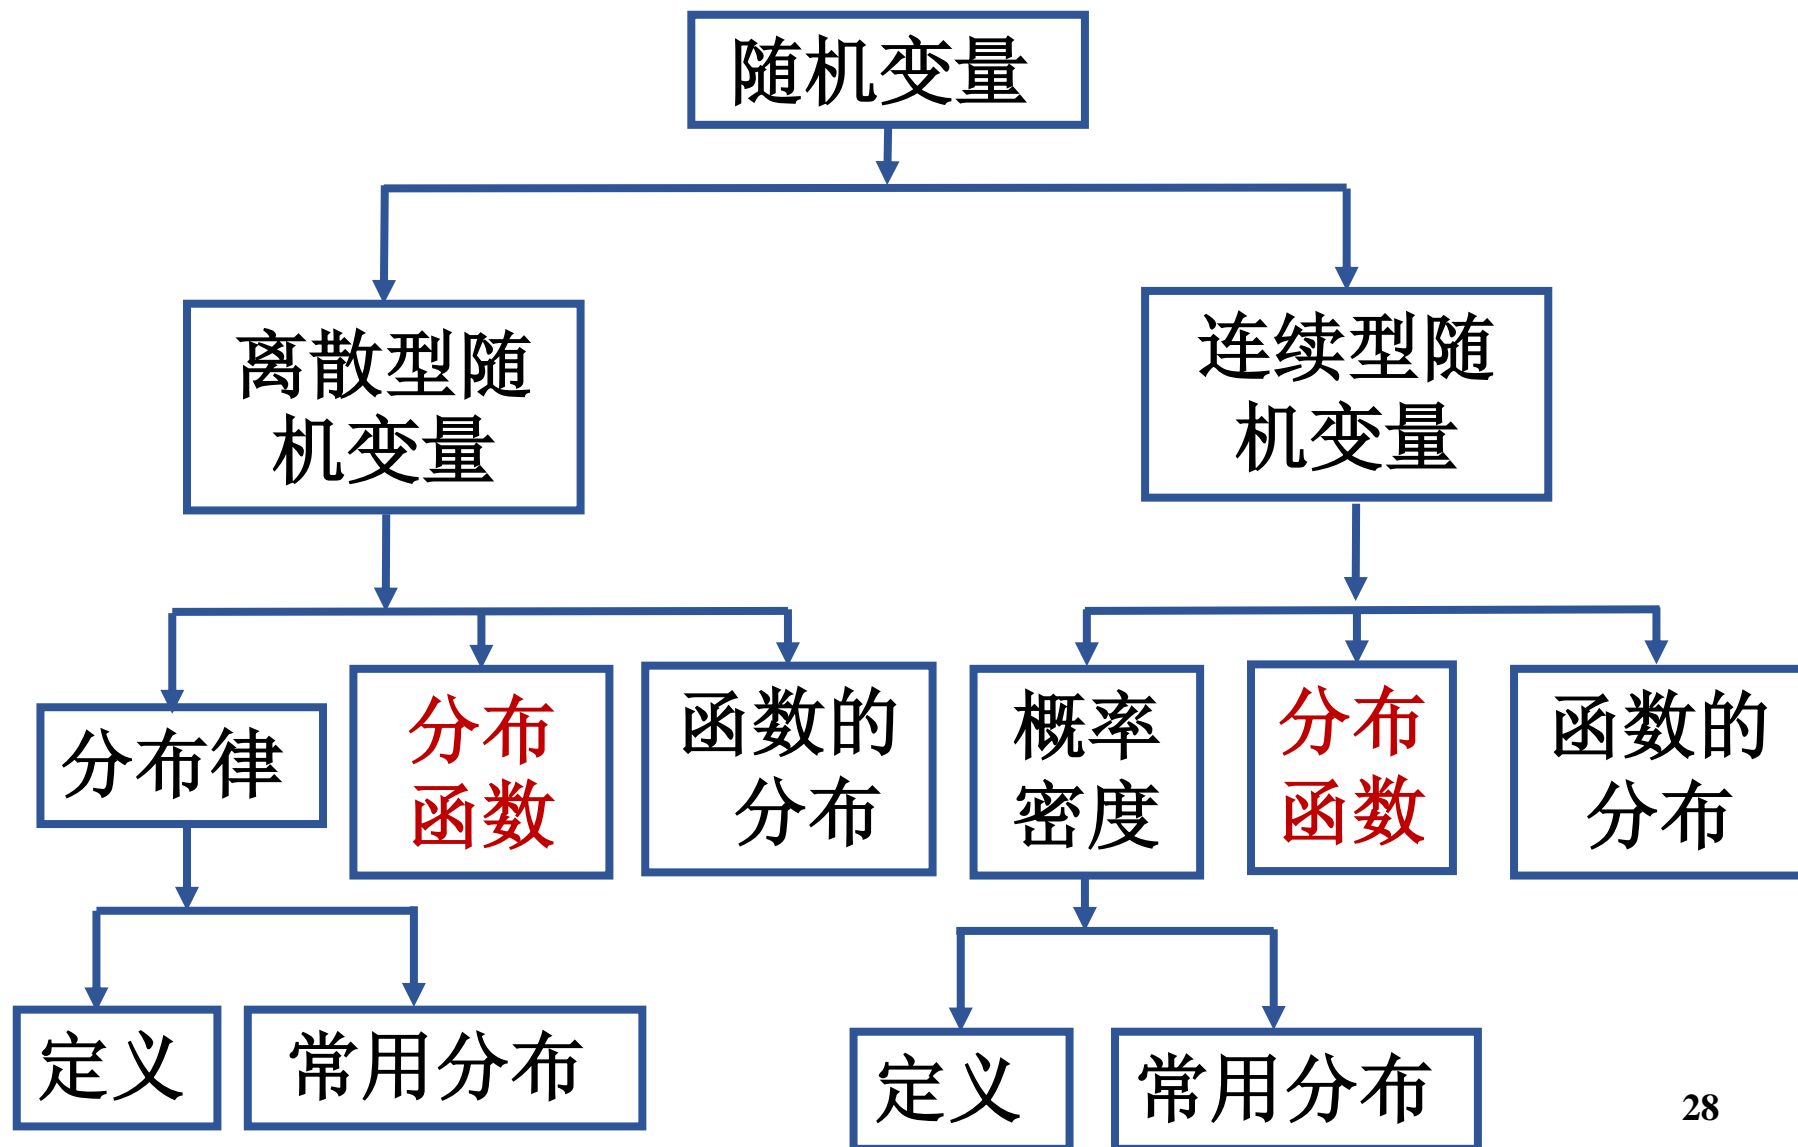 随机变量
离散型随
机变量
连续型随
机变量
分布律
分布
函数
函数的
分布
概率
密度
分布
函数
函数的
分布
定义
常用分布
定义
常用分布
28